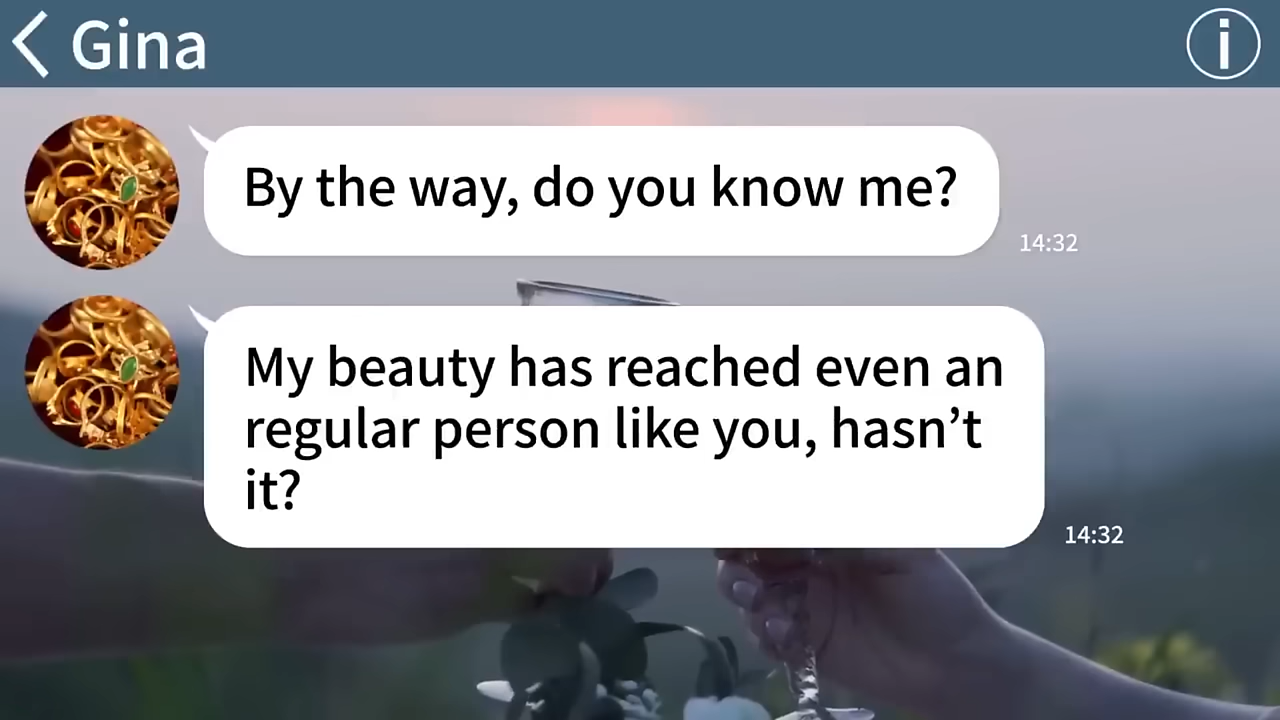 Gina
By the way, do you know me?
14:32
My beauty has reached even an
regular person like you, hasn’t
it?
14:32